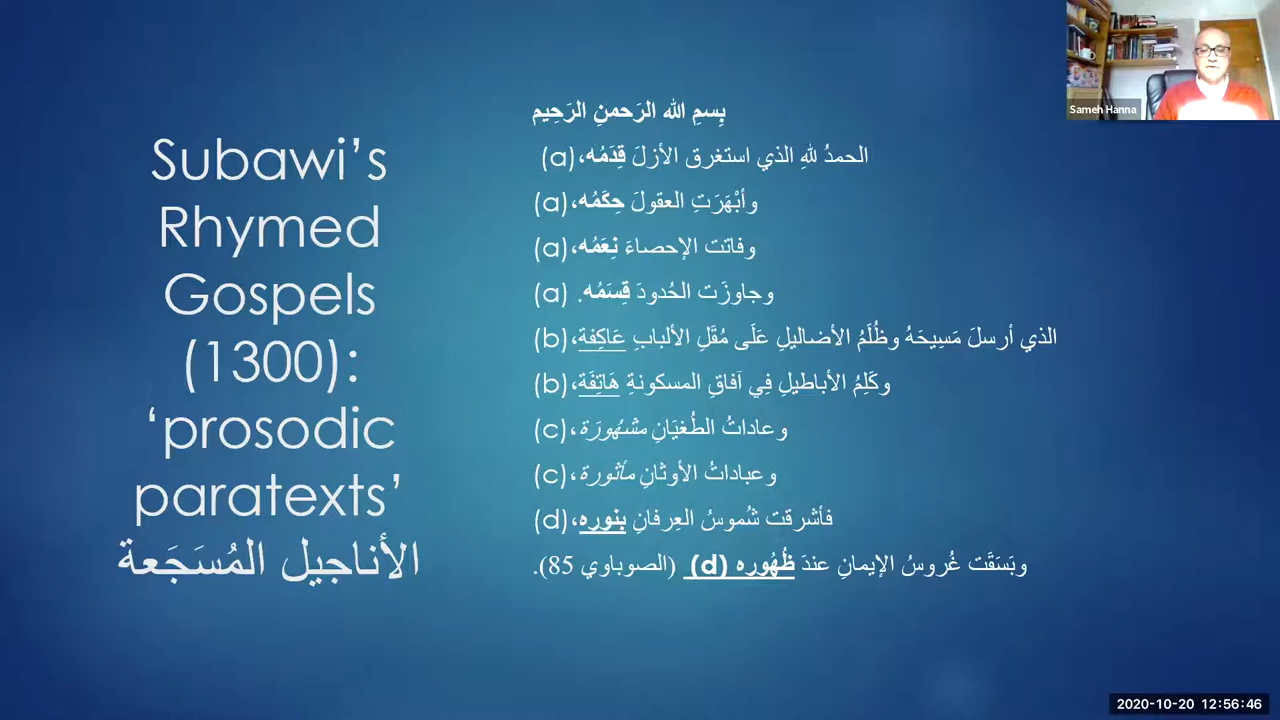 Subawi’s
Rhymed
Gospels
(1300):
‘prosodic
paratexts’
الأناجيل المُسَجَعة
بِسمِ الله الرَحمنِ الرَحِيم
الحمدُ للهِ الذي استغرق الأزلَ قِدَمُه، (a)
وأبْهَرَتِ العقولَ حِكَمُه، (a)
وفاتت الإحصاءَ نِعَمُه، (a)
وجاوزَت الحُدودَ قِسَمُه. (a)
الذي أرسلَ مَسِيحَهُ وظُلَمُ الأضاليلِ عَلَى مُقَلِ الألبابِ عَاكِفة، (b)
وكَلِمُ الأباطيلِ فِي آفاقِ المسكونةِ هَاتِفَة، (b)
وعاداتُ الطُغيَانِ مشهُورَة، (c)
وعباداتُ الأوثانِ مأثورة، (c)
فأشرقت شُموسُ العِرفانِ بنوره، (d)
وبَسَقَت غُروسُ الإيمانِ عندَ ظُهُوره (d) (الصوباوي 85).
Sameh Hanna
2020-10-20 12:56:46